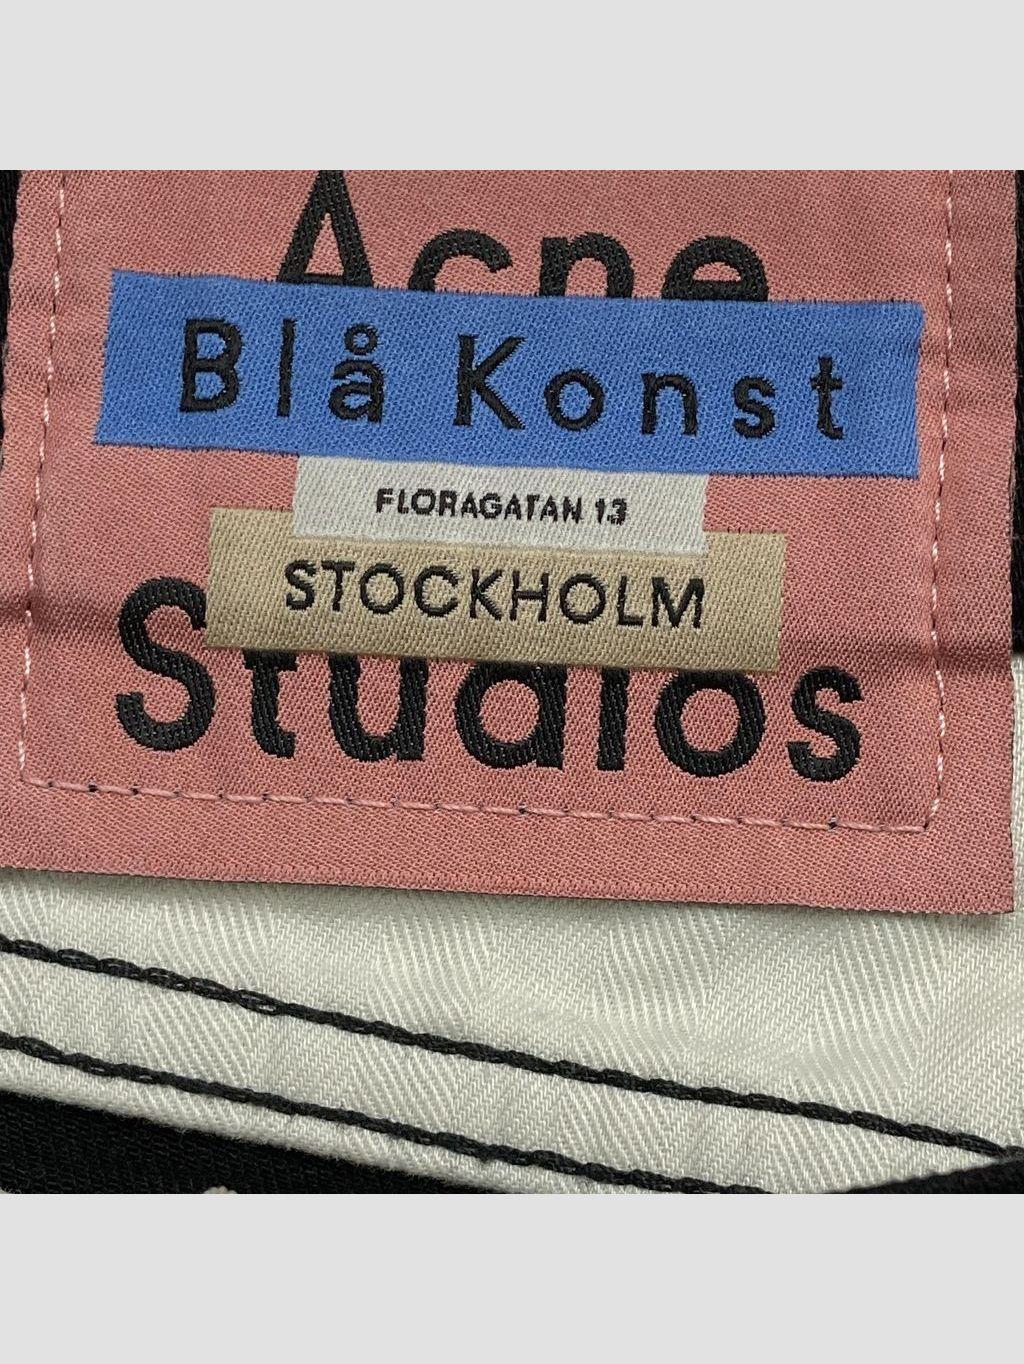 Acne
Blå Konst
FLORAGATAN 13
STOCKHOLM
Studios